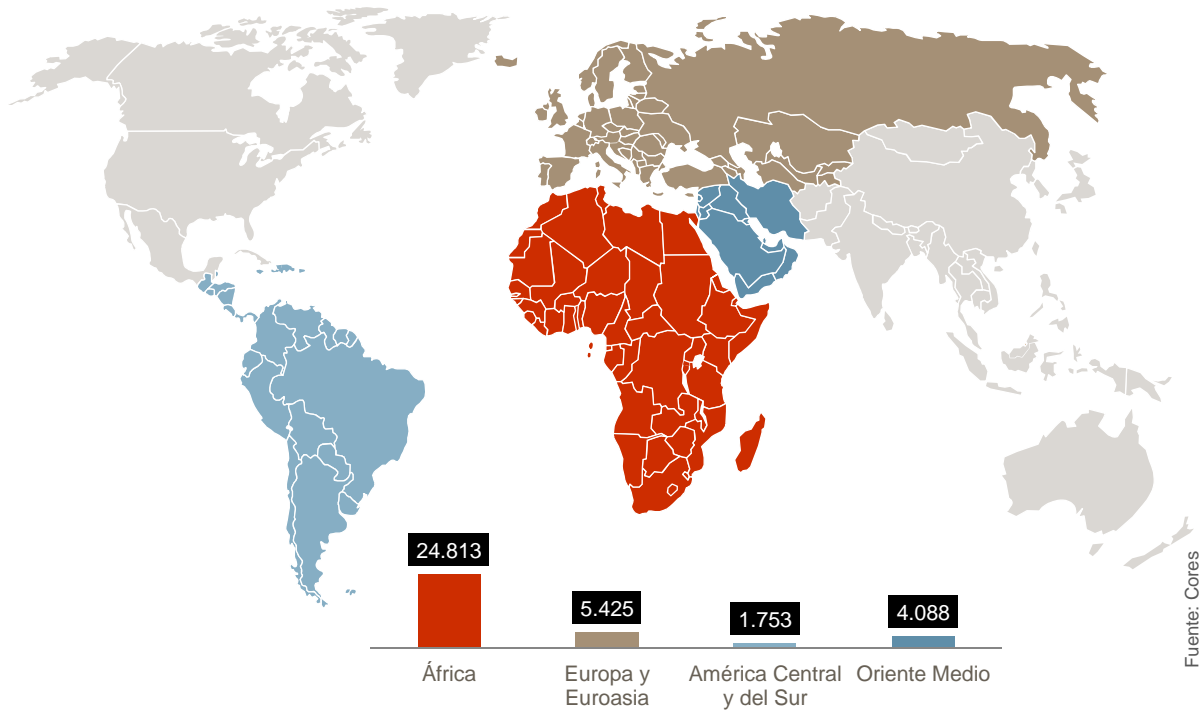 24.813
5.425
1.753
4.088
África
Europa y
Euroasia
América Central
y del Sur
Oriente Medio
Fuente: Cores